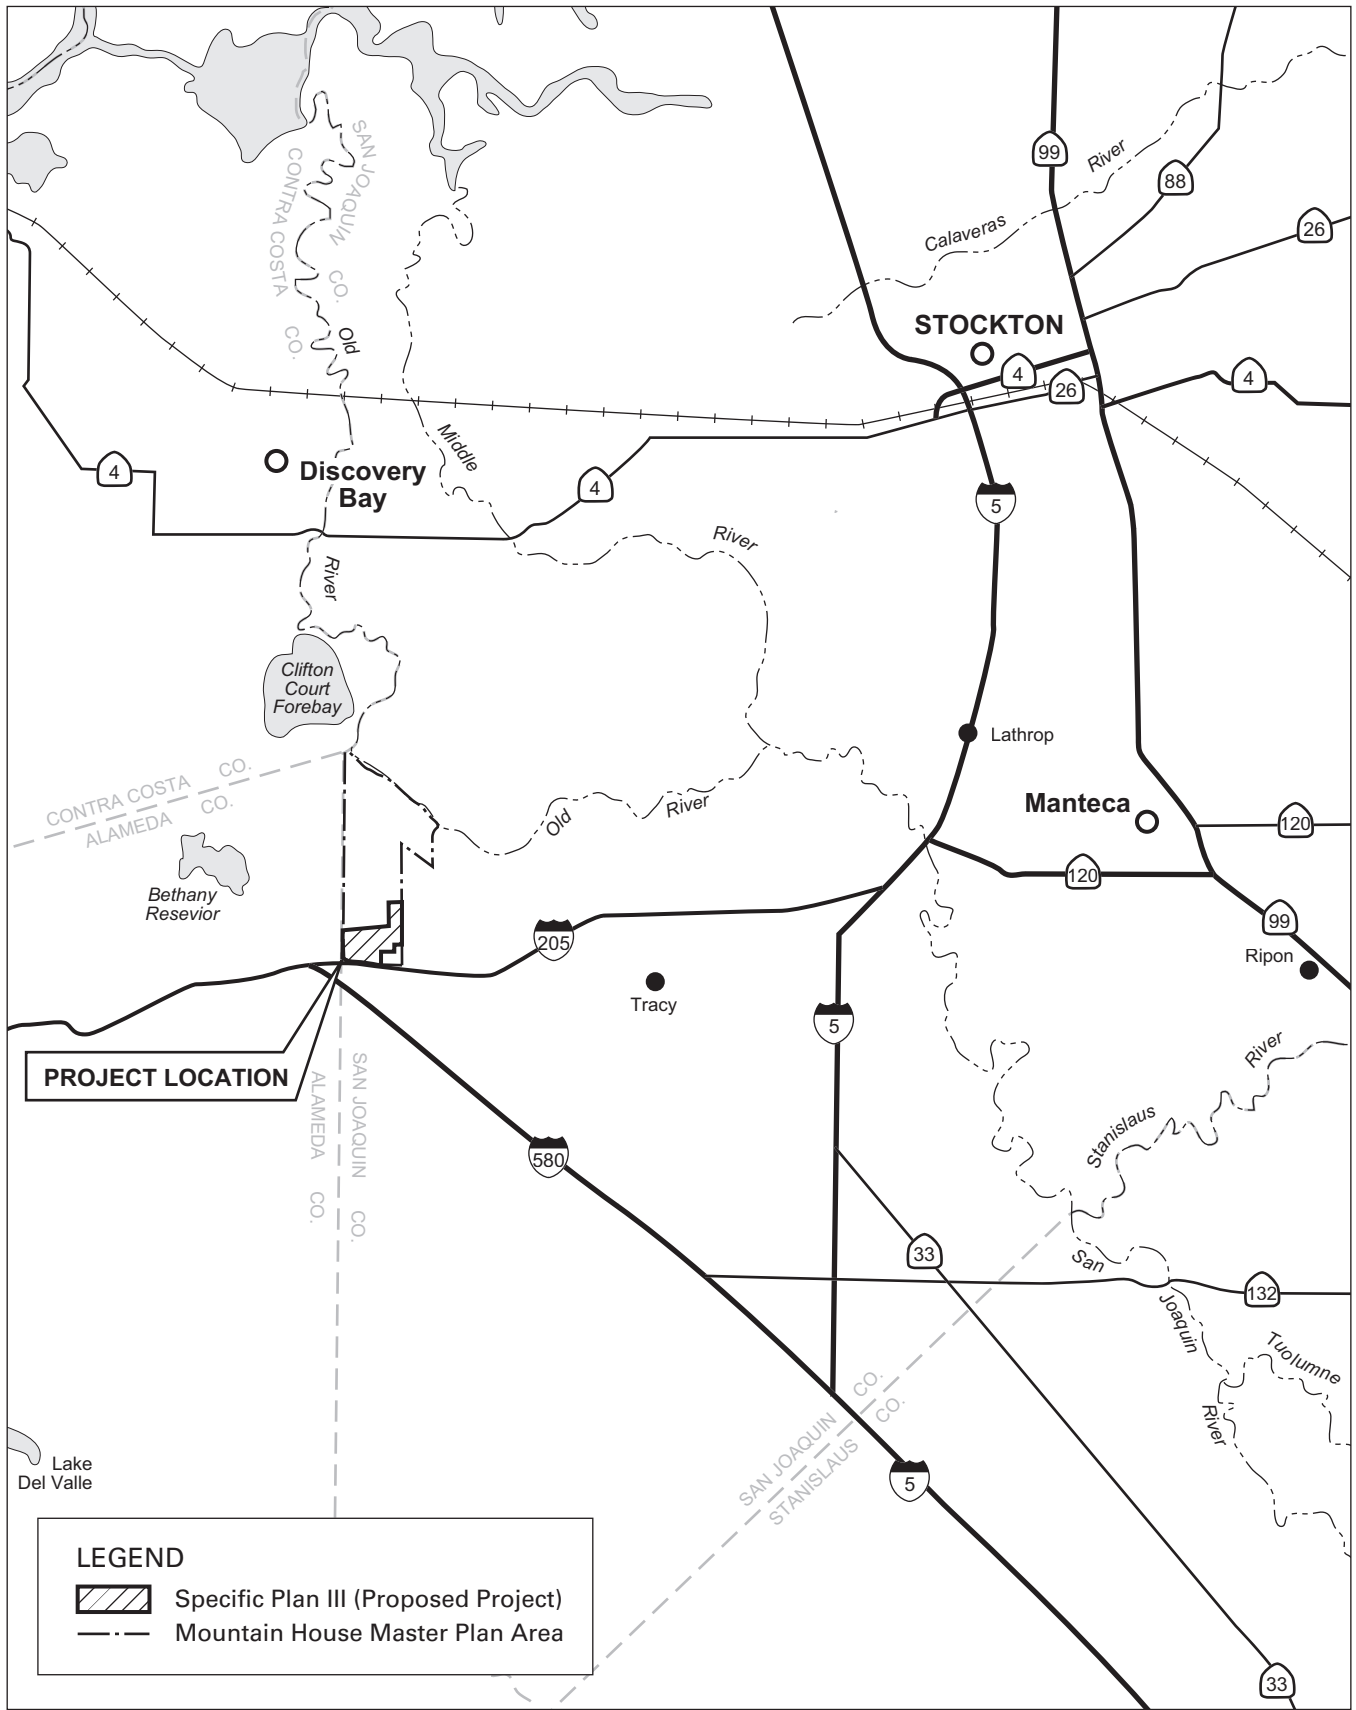 SAN JOAQUIN CO.
CONTRA COSTA CO.
99
River
88
Calaveras
26
STOCKTON
Old
4
26
4
Middle
4
Discovery
Bay
4
5
River
River
Clifton
Court
Forebay
Lathrop
CONTRA COSTA CO.
ALAMEDA CO.
Old
River
Manteca
120
120
Bethany
Resevior
99
205
Ripon
Tracy
5
PROJECT LOCATION
SAN JOAQUIN CO.
ALAMEDA CO.
River
Stanislaus
580
33
San
Joaquin
River
132
Tuolumne
SAN JOAQUIN CO.
STANISLAUS CO.
Lake
Del Valle
5
LEGEND
Specific Plan III (Proposed Project)
Mountain House Master Plan Area
33